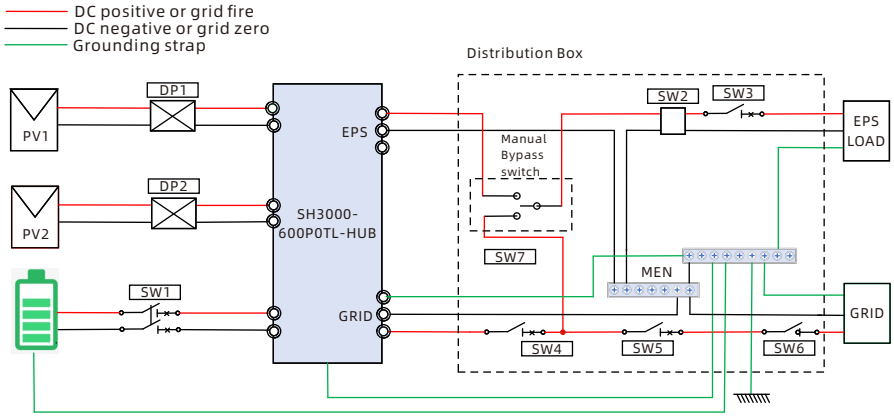 DC positive or grid fire
DC negative or grid zero
Grounding strap
Distribution Box
DP1
SW2
SW3
PV1
EPS
EPS
LOAD
Manual
Bypass
switch
DP2
SH3000-
600P0TL-HUB
PV2
SW7
MEN
SW1
GRID
GRID
SW4
SW5
SW6